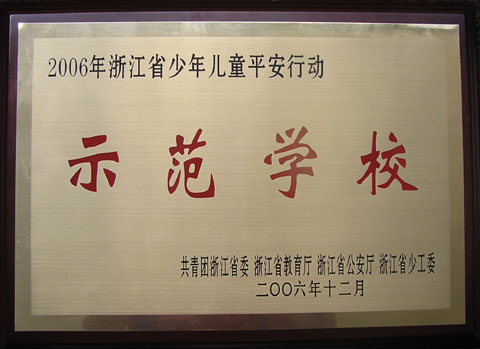 2006年浙江省少年儿童平安行动
示范学校
共青团浙江省委 浙江省教育厅 浙江省公安厅 浙江省少工委
二〇〇六年十二月